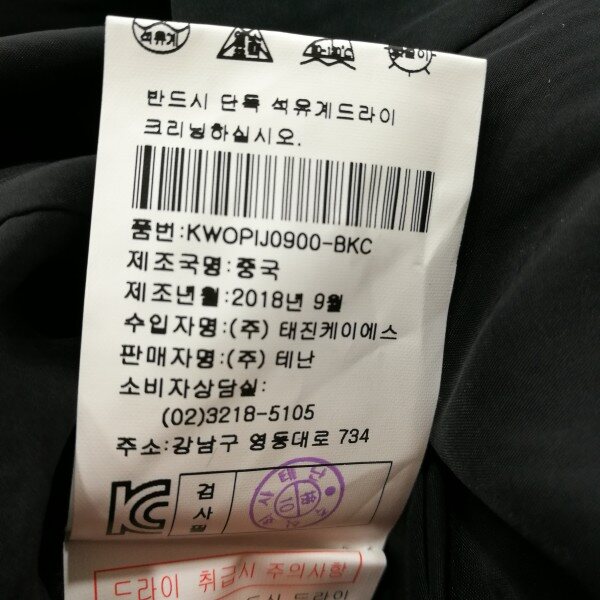 석유계
반드시 단독 석유계드라이
크리닝하십시오.
품번:KWOPIJ0900-BKC
제조국명:중국
제조년월:2018년 9월
수입자명:(주) 태진케이에스
판매자명:(주) 테난
소비자상담실:
(02)3218-5105
주소:강남구 영동대로 734
KC
검사필
드라이 취급시 주의사항